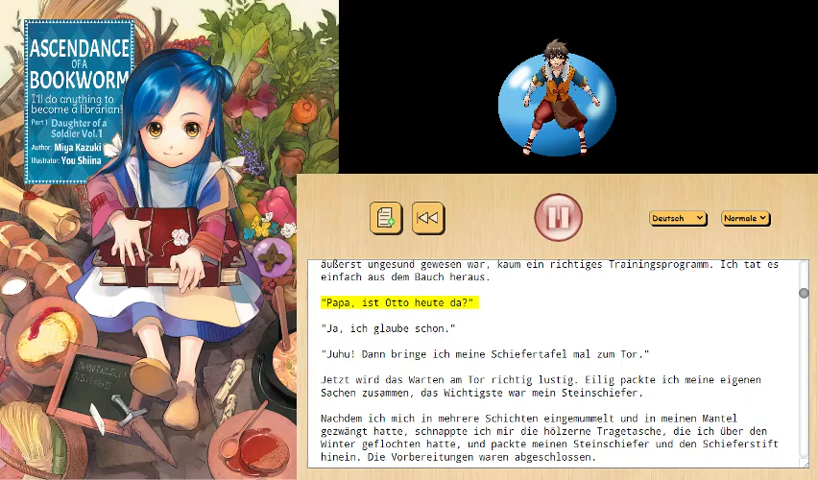 ASCENDANCE
OF A
BOOKWORM
I'll do anything to
become a librarian!
Part 1 Daughter of a
Soldier Vol.1
Author: Miya Kazuki
Illustrator: You Shiina
Deutsch
Normale
äußerst ungesund gewesen war, kaum ein richtiges Trainingsprogramm. Ich tat es
einfach aus dem Bauch heraus.
"Papa, ist Otto heute da?"
"Ja, ich glaube schon."
"Juhu! Dann bringe ich meine Schiefertafel mal zum Tor."
Jetzt wird das Warten am Tor richtig lustig. Eilig packte ich meine eigenen
Sachen zusammen, das Wichtigste war mein Steinschiefer.
Nachdem ich mich in mehrere Schichten eingemummelt und in meinen Mantel
gezwängt hatte, schnappte ich mir die hölzerne Tragetasche, die ich über den
Winter geflochten hatte, und packte meinen Steinschiefer und den Schieferstift
hinein. Die Vorbereitungen waren abgeschlossen.